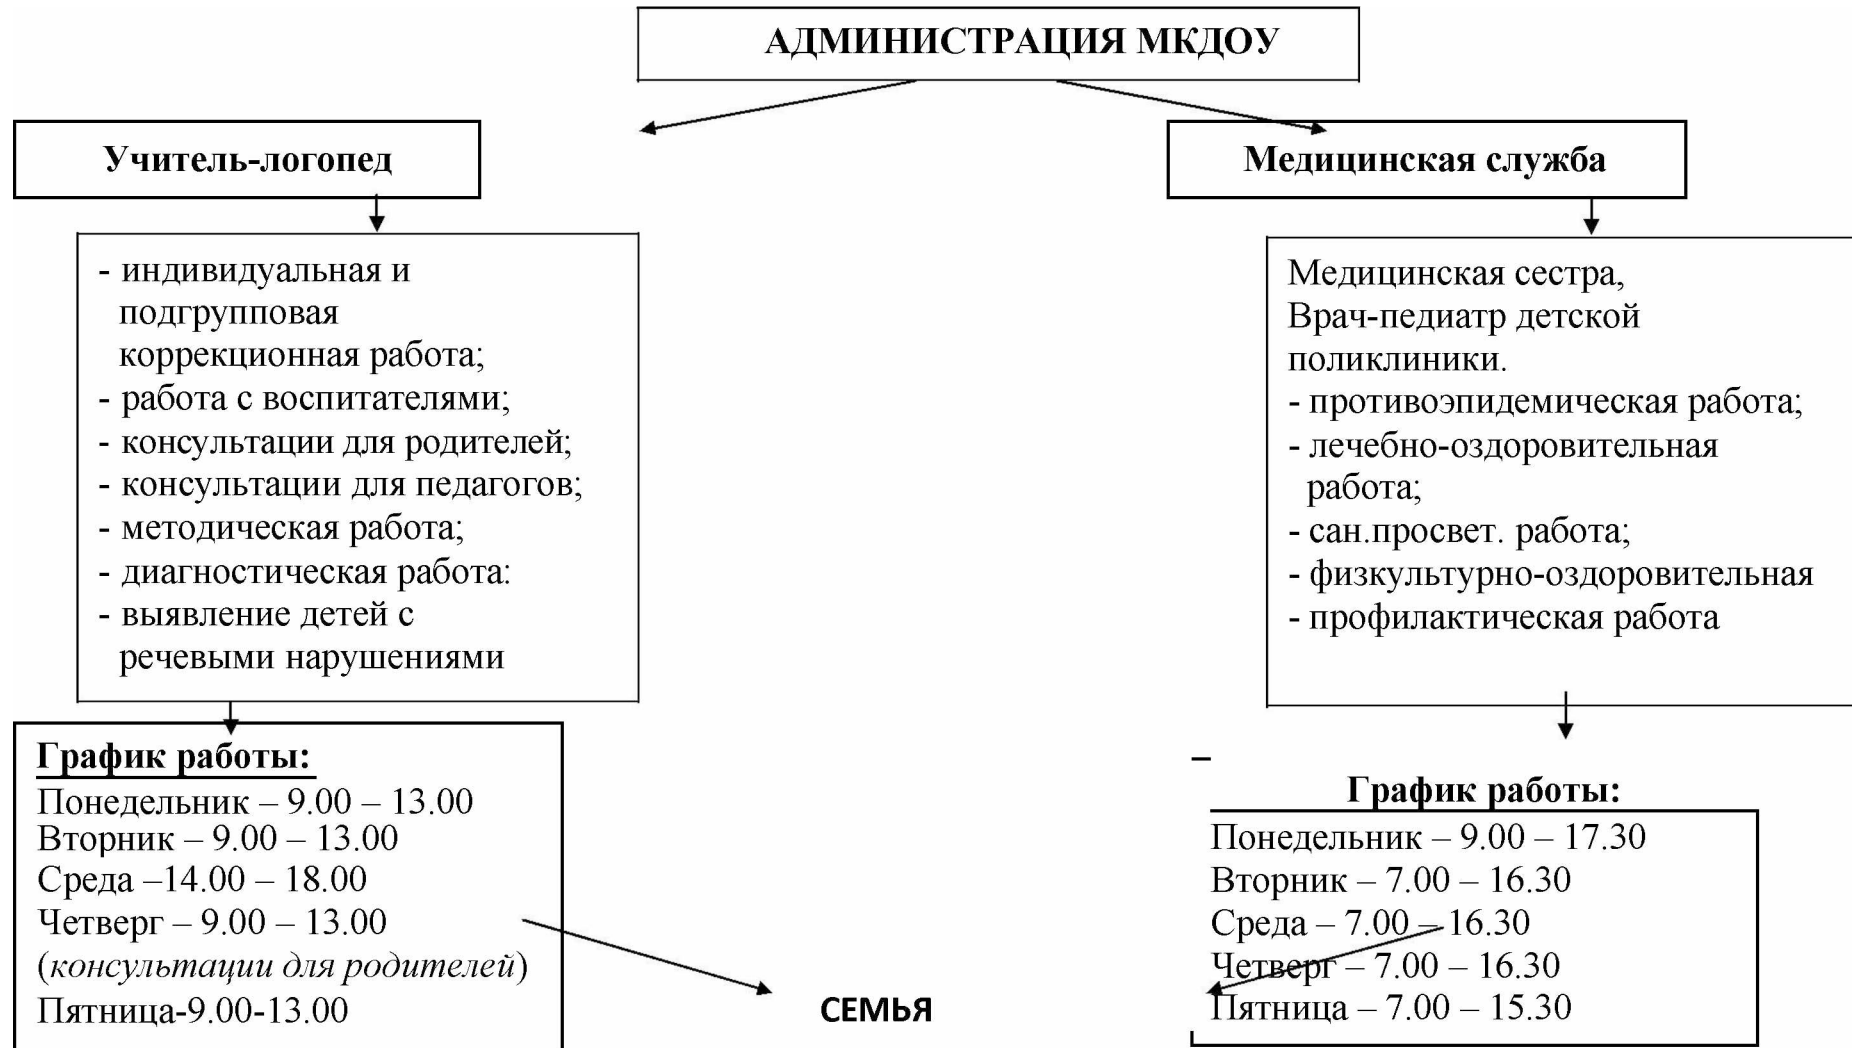 АДМИНИСТРАЦИЯ МКДОУ
Учитель-логопед
- индивидуальная и
подгрупповая
коррекционная работа;
- работа с воспитателями;
- консультации для родителей;
- консультации для педагогов;
- методическая работа;
- диагностическая работа:
- выявление детей с
речевыми нарушениями
График работы:
Понедельник – 9.00 – 13.00
Вторник – 9.00 – 13.00
Среда –14.00 – 18.00
Четверг – 9.00 – 13.00
(консультации для родителей)
Пятница-9.00-13.00
Медицинская служба
Медицинская сестра,
Врач-педиатр детской
поликлиники.
- противоэпидемическая работа;
- лечебно-оздоровительная
работа;
- сан.просвет. работа;
- физкультурно-оздоровительная
- профилактическая работа
График работы:
Понедельник – 9.00 – 17.30
Вторник – 7.00 – 16.30
Среда – 7.00 – 16.30
Четверг – 7.00 – 16.30
Пятница – 7.00 – 15.30
СЕМЬЯ